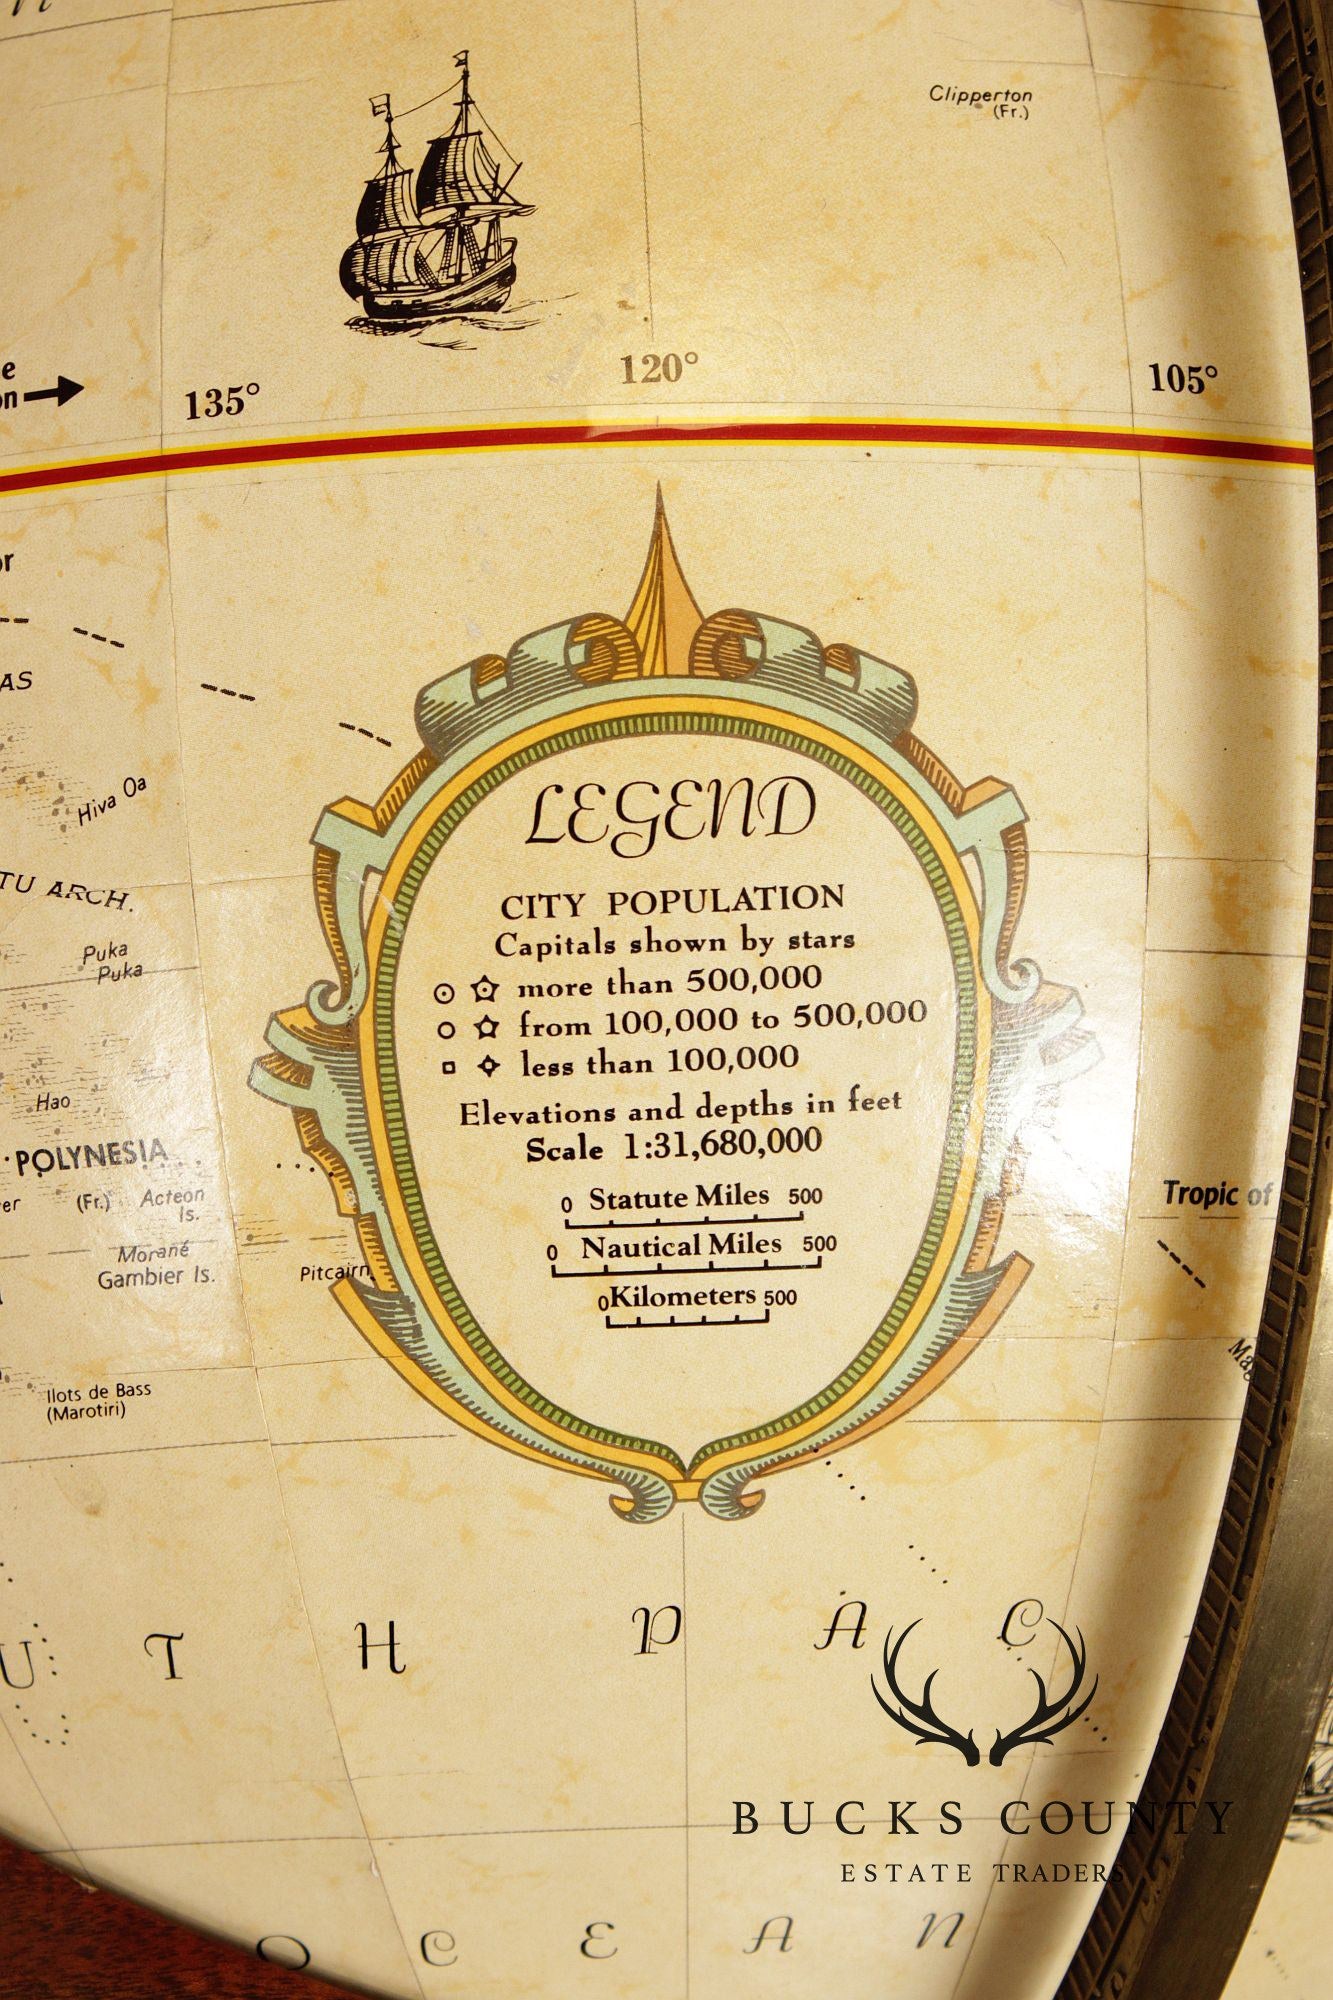 Clipperton
(Fr.)
135° 120° 105°
Hiva Oa
TU ARCH.
Puka
Puka
Hao
POLYNESIA
(Fr.) Acteon
Is.
Morané
Gambier Is.
Pitcairn
Ilots de Bass
(Marotiri)
LEGEND
CITY POPULATION
Capitals shown by stars
more than 500,000
from 100,000 to 500,000
less than 100,000
Elevations and depths in feet
Scale 1:31,680,000
0 Statute Miles 500
0 Nautical Miles 500
0 Kilometers 500
Tropic of
U T H P A C
O C E A N
BUCKS COUNTY
ESTATE TRADERS